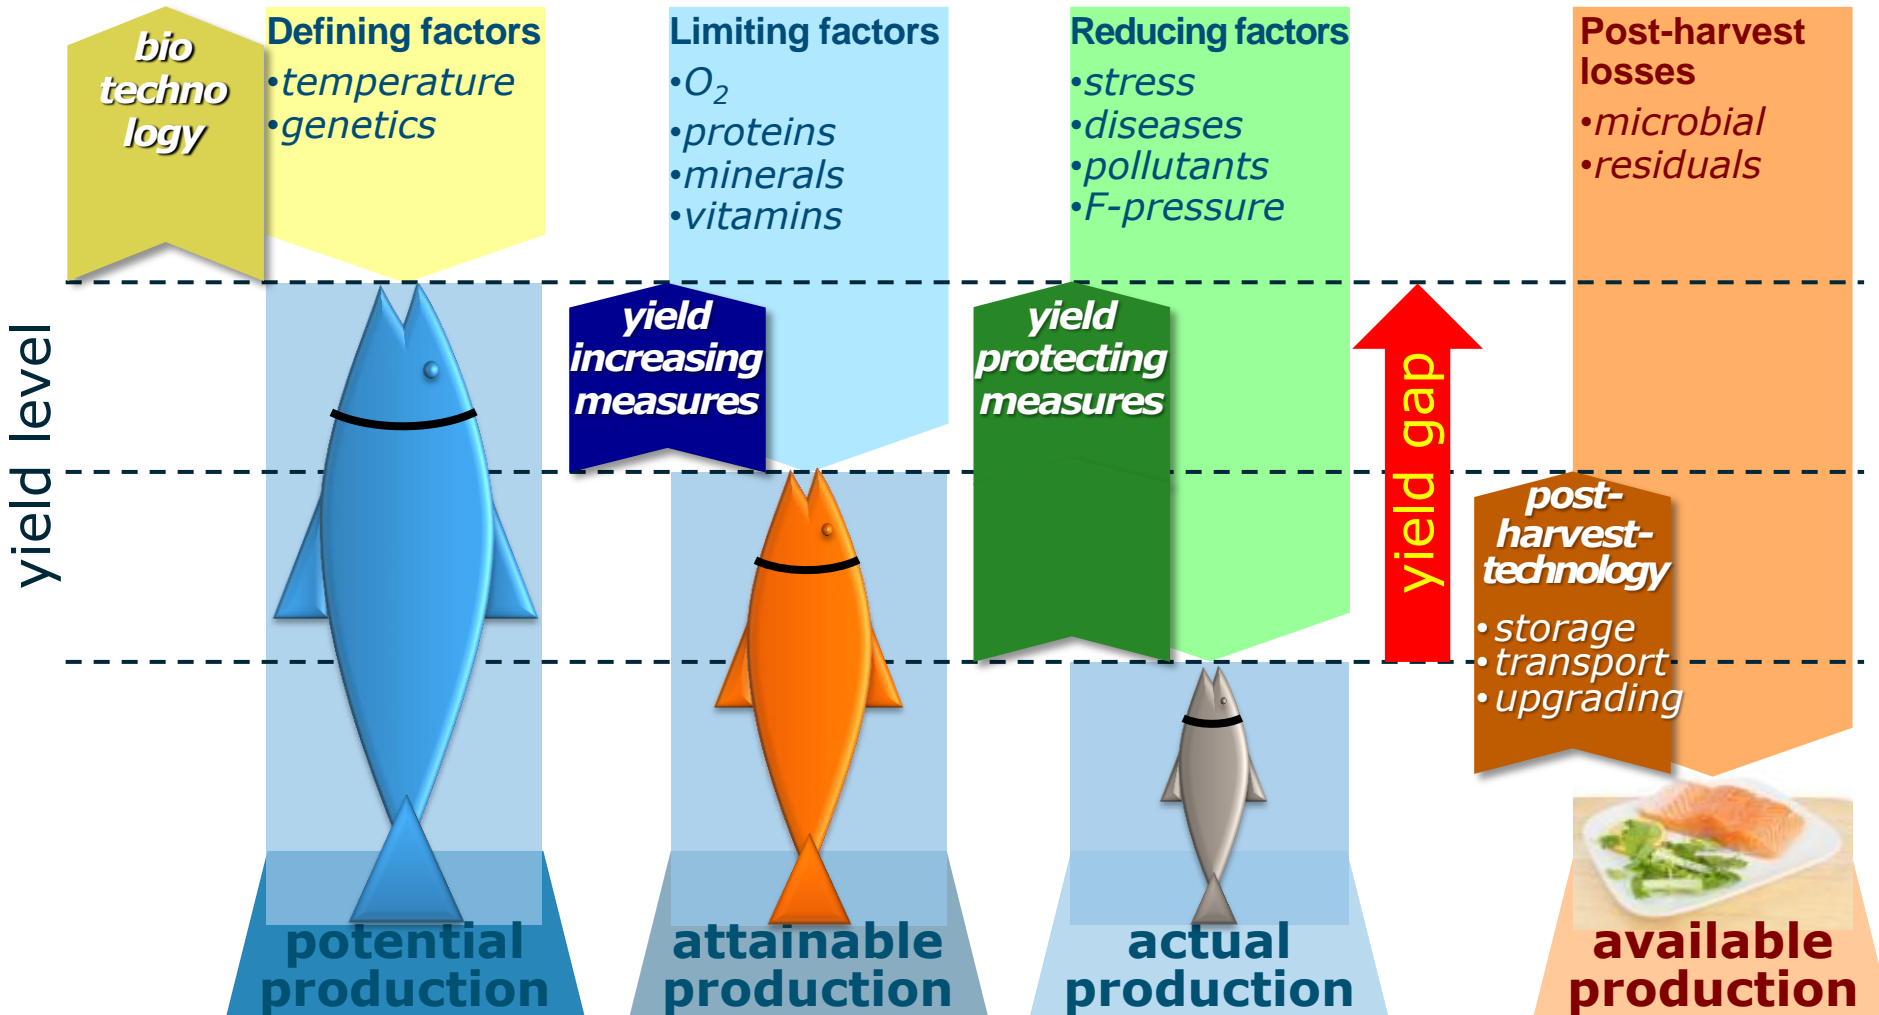 bio
techno
logy
Defining factors
•temperature
•genetics
Limiting factors
•O₂
•proteins
•minerals
•vitamins
Reducing factors
•stress
•diseases
•pollutants
•F-pressure
Post-harvest
losses
•microbial
•residuals
yield level
yield
increasing
measures
yield
protecting
measures
yield gap
post-
harvest-
technology
•storage
•transport
•upgrading
potential
production
attainable
production
actual
production
available
production